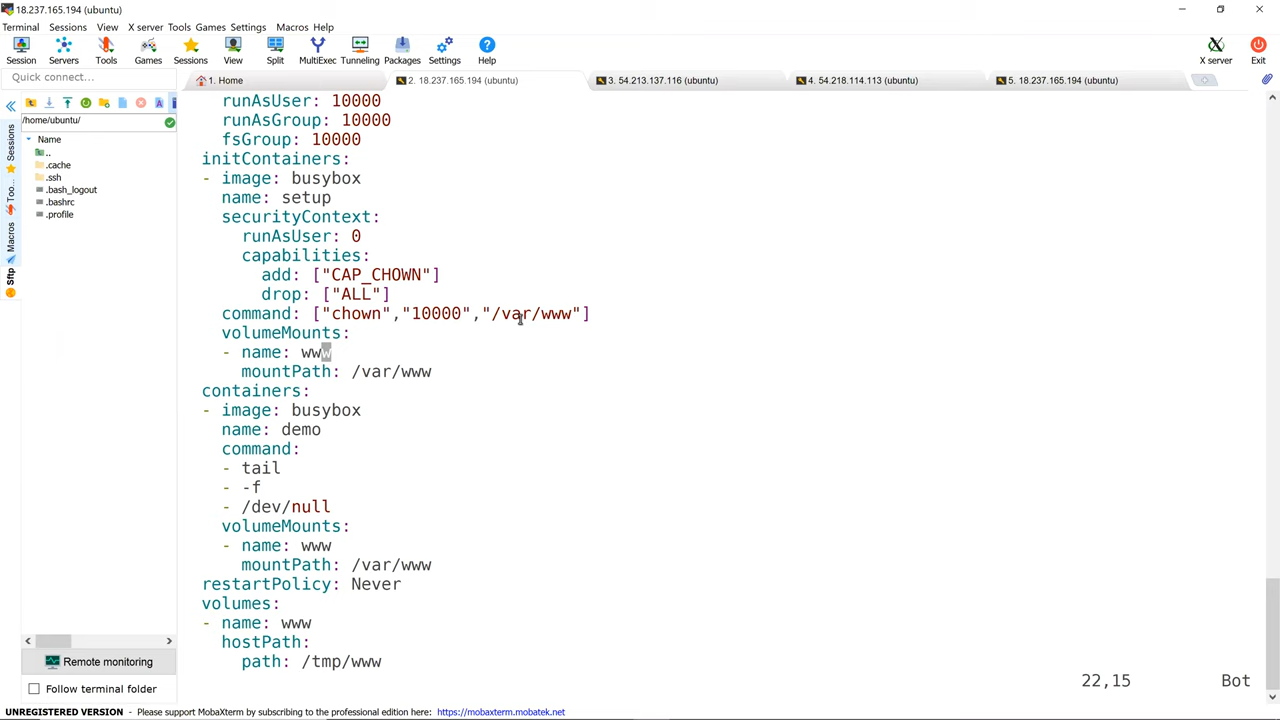 18.237.165.194 (ubuntu)
Terminal Sessions View X server Tools Games Settings Macros Help
Session Servers Tools Games Sessions View Split MultiExec Tunneling Packages Settings Help X server Exit
Quick connect... 1. Home 2. 18.237.165.194 (ubuntu) 3. 54.213.137.116 (ubuntu) 4. 54.218.114.113 (ubuntu) 5. 18.237.165.194 (ubuntu)
/home/ubuntu/
Name
..
.cache
.ssh
.bash_logout
.bashrc
.profile
Sessions
Too...
Macros
Sftp
runAsUser: 10000
runAsGroup: 10000
fsGroup: 10000
initContainers:
- image: busybox
name: setup
securityContext:
runAsUser: 0
capabilities:
add: ["CAP_CHOWN"]
drop: ["ALL"]
command: ["chown","10000","/var/www"]
volumeMounts:
- name: www
mountPath: /var/www
containers:
- image: busybox
name: demo
command:
- tail
- -f
- /dev/null
volumeMounts:
- name: www
mountPath: /var/www
restartPolicy: Never
volumes:
- name: www
hostPath:
path: /tmp/www
22,15 Bot
Remote monitoring
Follow terminal folder
UNREGISTERED VERSION - Please support MobaXterm by subscribing to the professional edition here: https://mobaxterm.mobatek.net